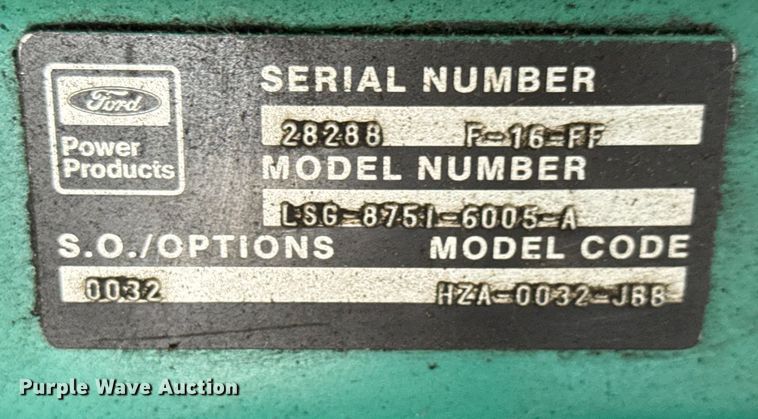 SERIAL NUMBER
28288 F-16-FF
MODEL NUMBER
LSG-875I-6005-A
S.O./OPTIONS MODEL CODE
0032 HZA-0032-JBB
Ford
Power
Products
Purple Wave Auction